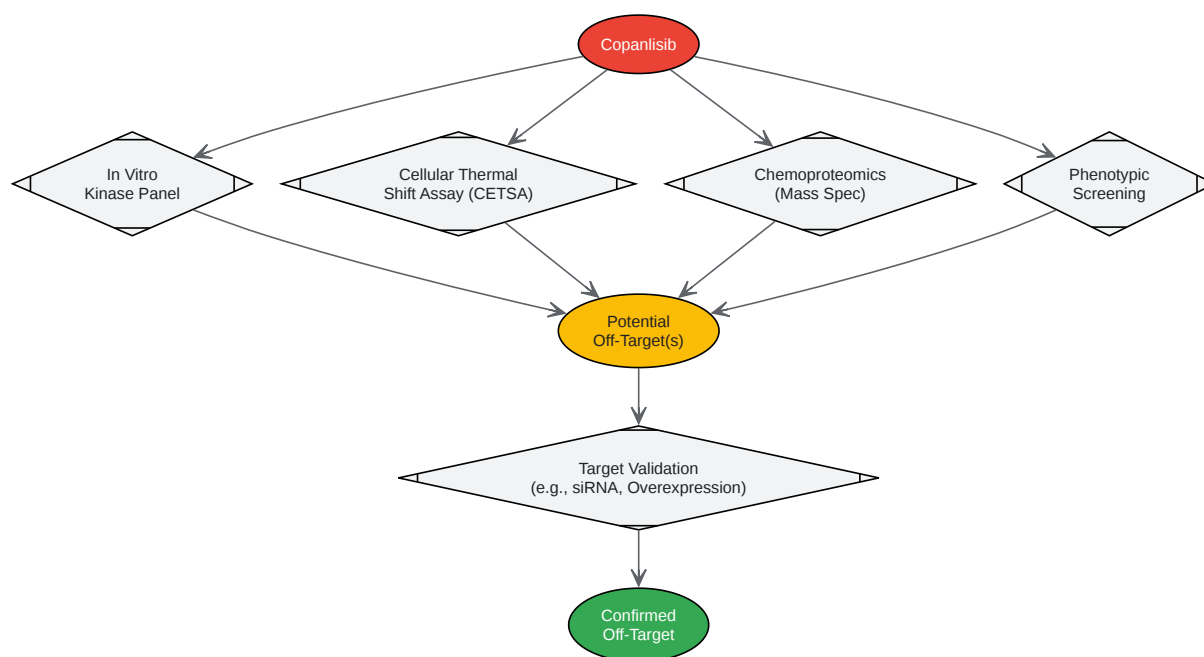 Copanlisib
In Vitro
Kinase Panel
Cellular Thermal
Shift Assay (CETSA)
Chemoproteomics
(Mass Spec)
Phenotypic
Screening
Potential
Off-Target(s)
Target Validation
(e.g., siRNA, Overexpression)
Confirmed
Off-Target